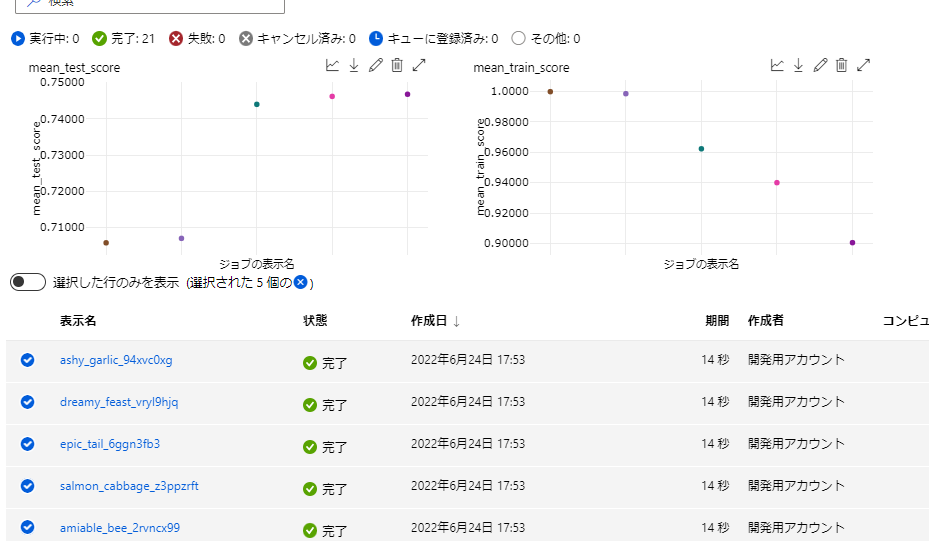 検索
実行中: 0 完了: 21 失敗: 0 キャンセル済み: 0 キューに登録済み: 0 その他: 0
mean_test_score
0.75000
0.74000
0.73000
0.72000
0.71000
mean_test_score
ジョブの表示名
mean_train_score
1.0000
0.98000
0.96000
0.94000
0.92000
0.90000
mean_train_score
ジョブの表示名
選択した行のみを表示 (選択された 5 個の)
表示名 状態 作成日 ↓ 期間 作成者 コンピュ
ashy_garlic_94xvc0xg 完了 2022年6月24日 17:53 14 秒 開発用アカウント
dreamy_feast_vryl9hjq 完了 2022年6月24日 17:53 14 秒 開発用アカウント
epic_tail_6ggn3fb3 完了 2022年6月24日 17:53 14 秒 開発用アカウント
salmon_cabbage_z3ppzrft 完了 2022年6月24日 17:53 14 秒 開発用アカウント
amiable_bee_2rvncx99 完了 2022年6月24日 17:53 14 秒 開発用アカウント